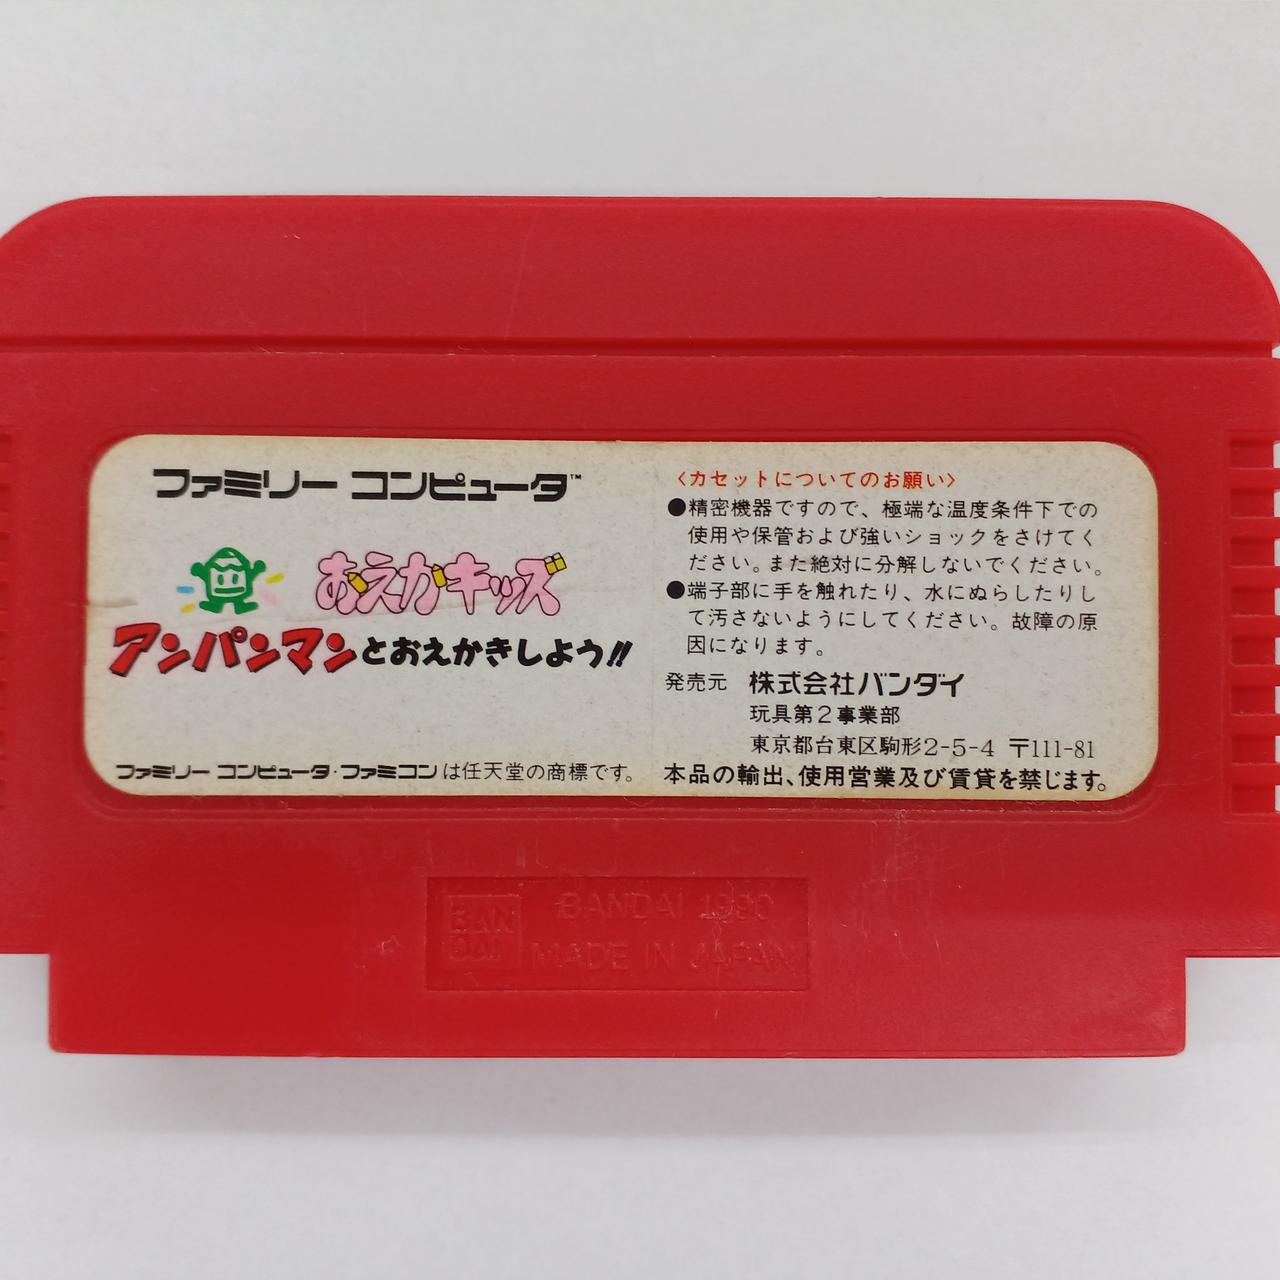 ファミリー コンピュータ™
おえかキッズ
アンパンマンとおえかきしよう!!
ファミリー コンピュータ・ファミコンは任天堂の商標です。
〈カセットについてのお願い〉
●精密機器ですので、極端な温度条件下での
使用や保管および強いショックをさけてく
ださい。また絶対に分解しないでください。
●端子部に手を触れたり、水にぬらしたりし
て汚さないようにしてください。故障の原
因になります。
発売元 株式会社バンダイ
玩具第2事業部
東京都台東区駒形2-5-4 〒111-81
本品の輸出、使用営業及び賃貸を禁じます。
BAN
DAI
BANDAI 1990
MADE IN JAPAN